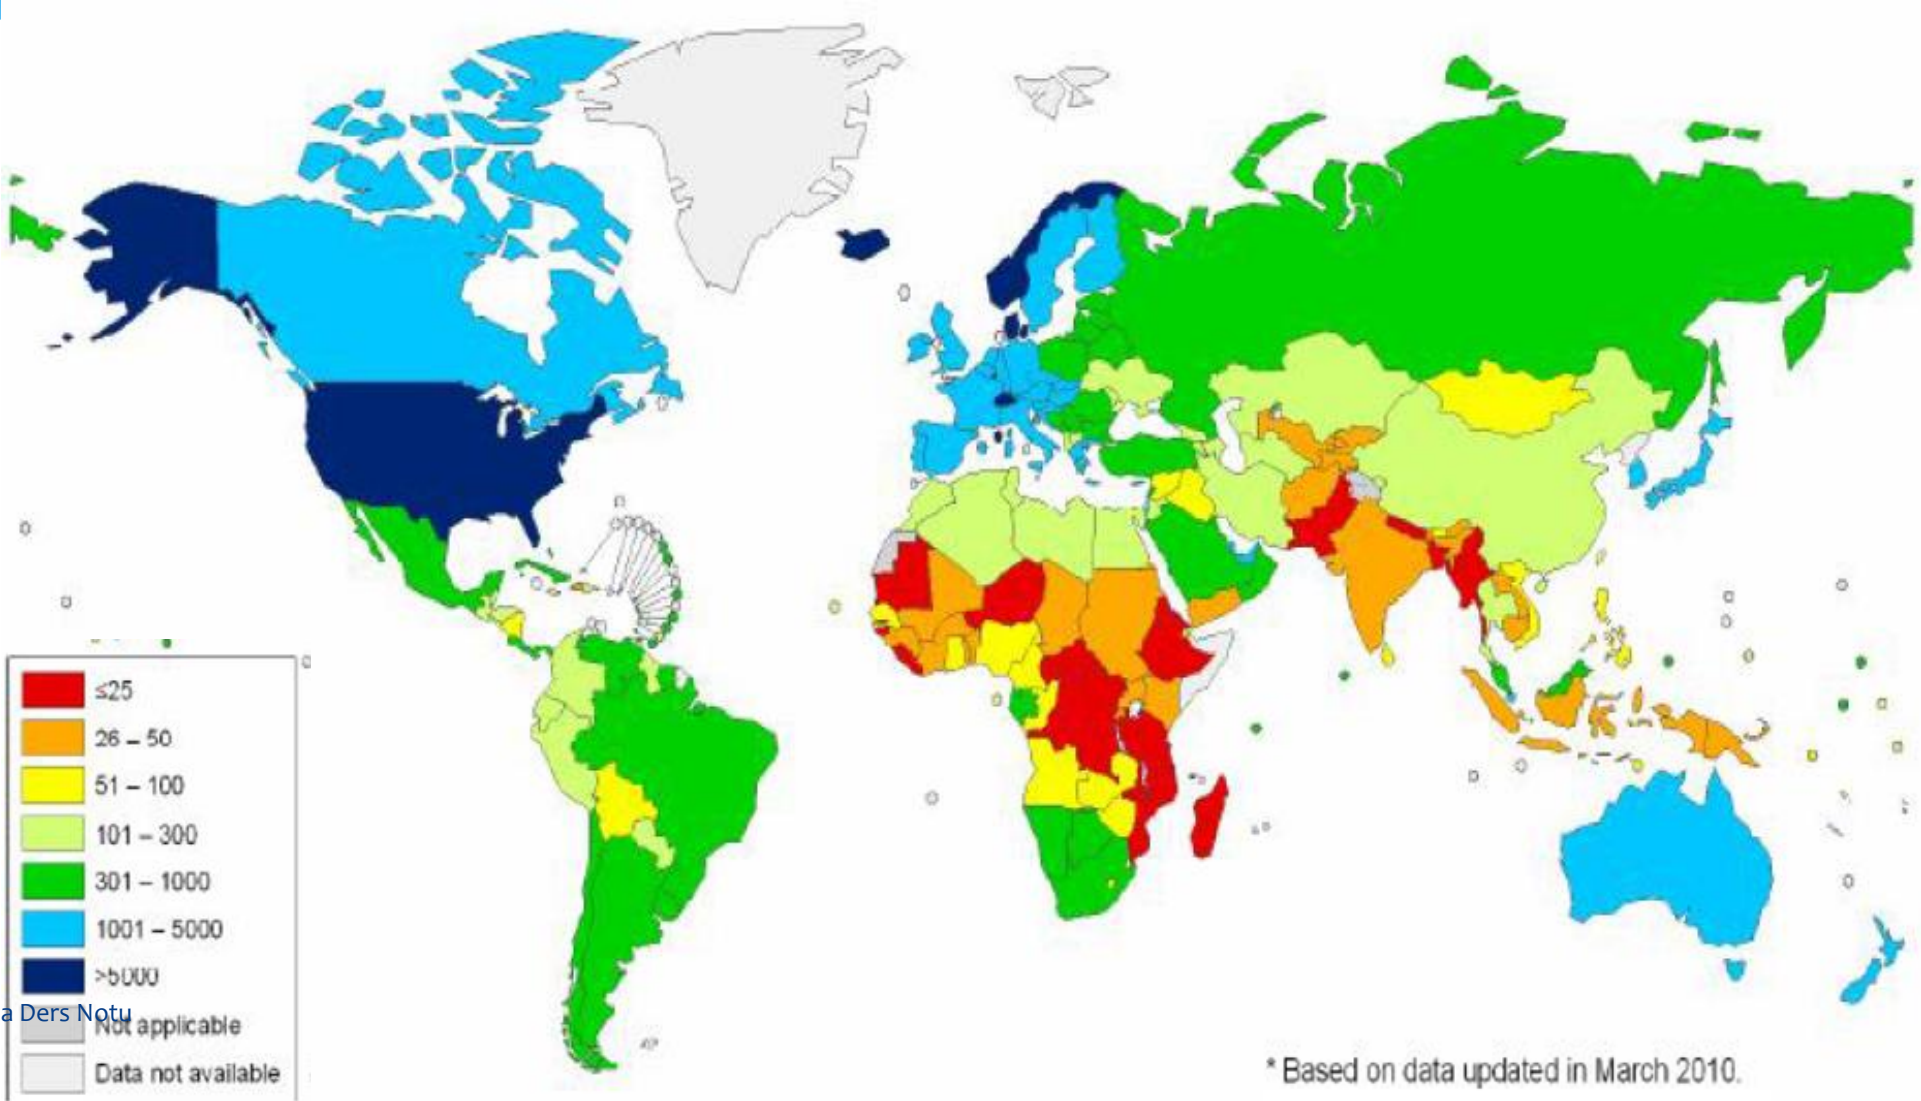 ≤25
26 – 50
51 – 100
101 – 300
301 – 1000
1001 – 5000
>5000
a Ders Notu
Not applicable
Data not available
* Based on data updated in March 2010.